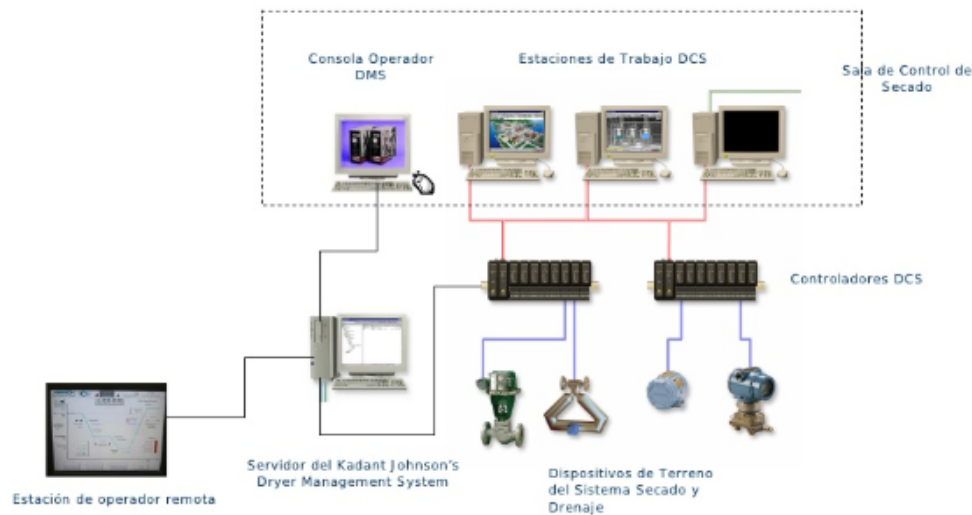 Consola Operador
DMS
Estaciones de Trabajo DCS
Sala de Control de
Secado
Controladores DCS
Servidor del Kadant Johnson's
Dryer Management System
Dispositivos de Terreno
del Sistema Secado y
Drenaje
Estación de operador remota